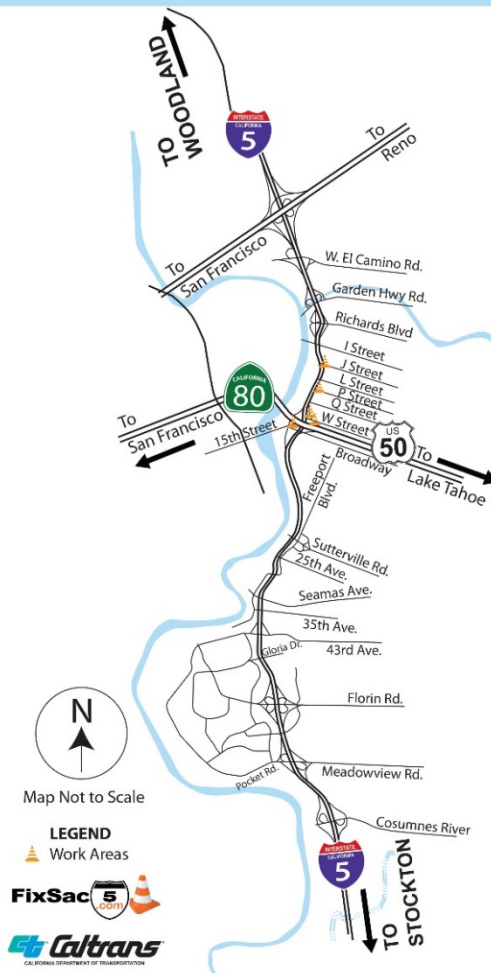 TO
WOODLAND
INTERSTATE
CALIFORNIA
5
To
Reno
To
San Francisco
W. El Camino Rd.
Garden Hwy Rd.
Richards Blvd
I Street
J Street
L Street
P Street
Q Street
W Street
CALIFORNIA
80
To
San Francisco
15th Street
US
50
To
Lake Tahoe
Broadway
Freeport
Blvd.
Sutterville Rd.
25th Ave.
Seamas Ave.
35th Ave.
43rd Ave.
Gloria Dr.
Florin Rd.
Pocket Rd.
Meadowview Rd.
Cosumnes River
INTERSTATE
CALIFORNIA
5
TO
STOCKTON
N
Map Not to Scale
LEGEND
Work Areas
FixSac 5
.com
ct Caltrans
CALIFORNIA DEPARTMENT OF TRANSPORTATION